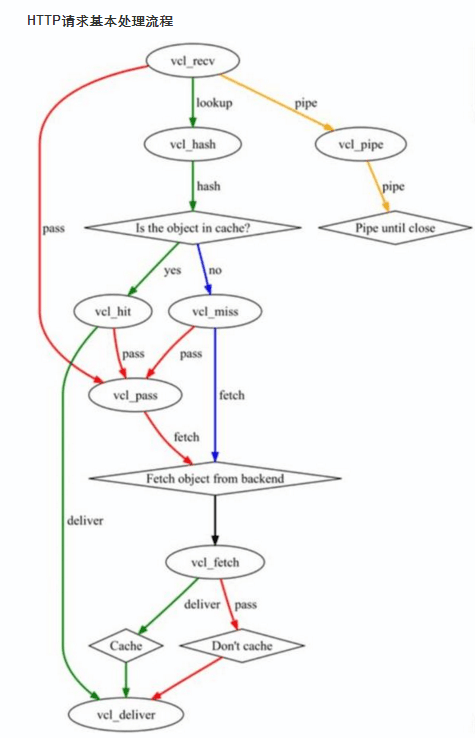 HTTP请求基本处理流程
vcl_recv
lookup
pipe
vcl_hash
vcl_pipe
hash
pipe
pass
Is the object in cache?
Pipe until close
yes
no
vcl_hit
vcl_miss
pass
pass
vcl_pass
fetch
fetch
Fetch object from backend
deliver
vcl_fetch
deliver
pass
Cache
Don't cache
vcl_deliver